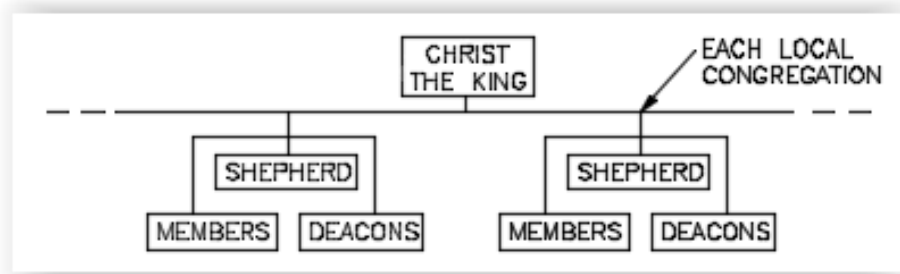 CHRIST
THE KING
EACH LOCAL
CONGREGATION
SHEPHERD
SHEPHERD
MEMBERS
DEACONS
MEMBERS
DEACONS